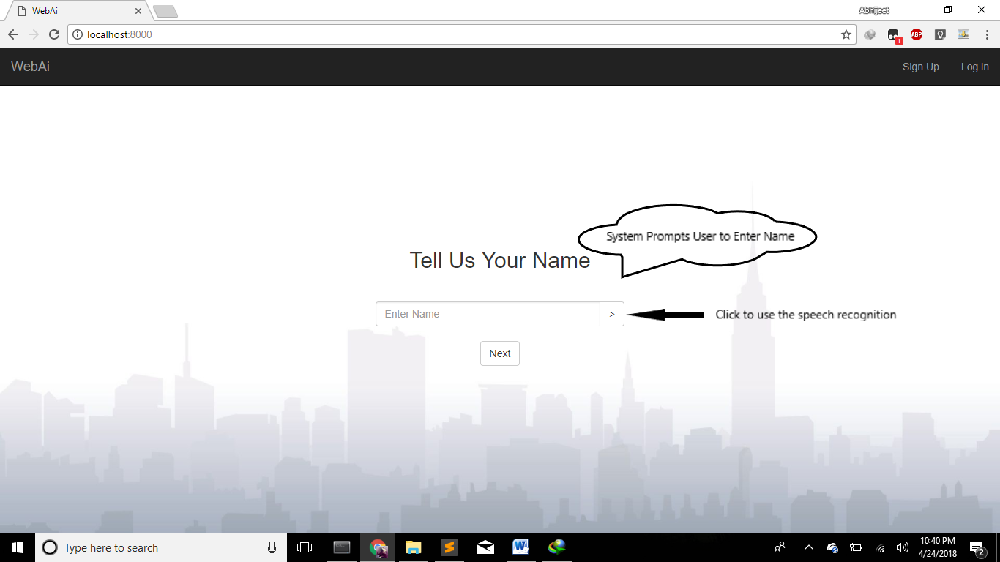 WebAi
Abhijeet
localhost:8000
1
ABP
WebAi
Sign Up
Log in
System Prompts User to Enter Name
Tell Us Your Name
Enter Name
>
Click to use the speech recognition
Next
Type here to search
10:40 PM
4/24/2018
2